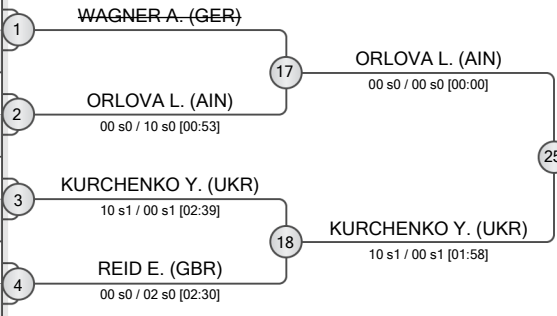 WAGNER A. (GER)
1
17
ORLOVA L. (AIN)
00 s0 / 00 s0 [00:00]
2
ORLOVA L. (AIN)
00 s0 / 10 s0 [00:53]
25
3
KURCHENKO Y. (UKR)
10 s1 / 00 s1 [02:39]
18
KURCHENKO Y. (UKR)
10 s1 / 00 s1 [01:58]
4
REID E. (GBR)
00 s0 / 02 s0 [02:30]